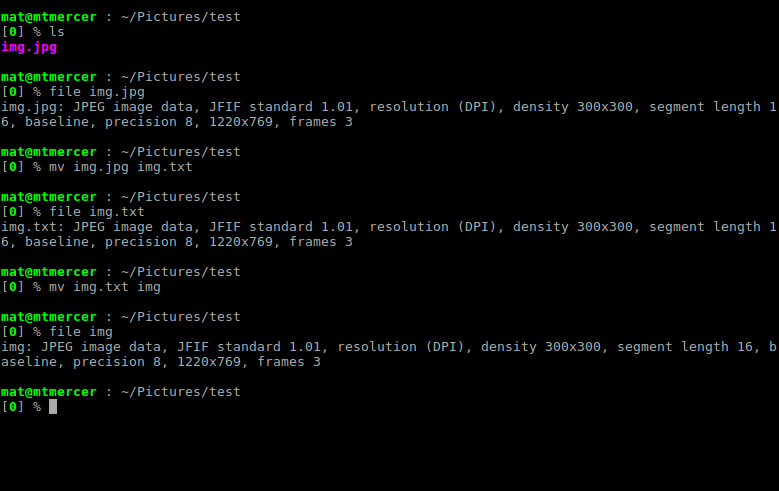 mat@mtmercer : ~/Pictures/test
[0] % ls
img.jpg
mat@mtmercer : ~/Pictures/test
[0] % file img.jpg
img.jpg: JPEG image data, JFIF standard 1.01, resolution (DPI), density 300x300, segment length 1
6, baseline, precision 8, 1220x769, frames 3
mat@mtmercer : ~/Pictures/test
[0] % mv img.jpg img.txt
mat@mtmercer : ~/Pictures/test
[0] % file img.txt
img.txt: JPEG image data, JFIF standard 1.01, resolution (DPI), density 300x300, segment length 1
6, baseline, precision 8, 1220x769, frames 3
mat@mtmercer : ~/Pictures/test
[0] % mv img.txt img
mat@mtmercer : ~/Pictures/test
[0] % file img
img: JPEG image data, JFIF standard 1.01, resolution (DPI), density 300x300, segment length 16, b
aseline, precision 8, 1220x769, frames 3
mat@mtmercer : ~/Pictures/test
[0] %